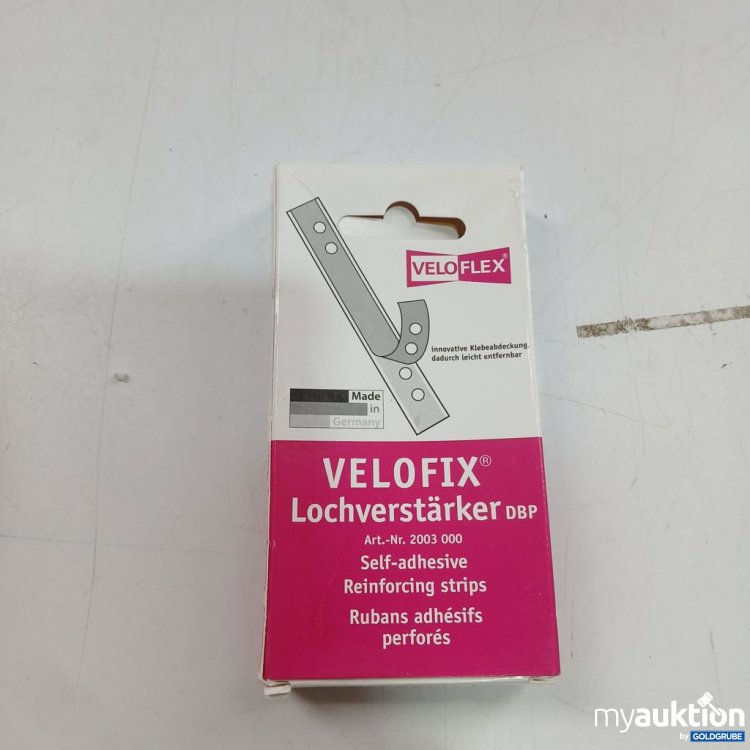 VELOFLEX®
innovative Klebeabdeckung,
dadurch leicht entfernbar
Made
in
Germany
VELOFIX®
Lochverstärker DBP
Art.-Nr. 2003 000
Self-adhesive
Reinforcing strips
Rubans adhésifs
perforés
myauktion
by GOLDGRUBE